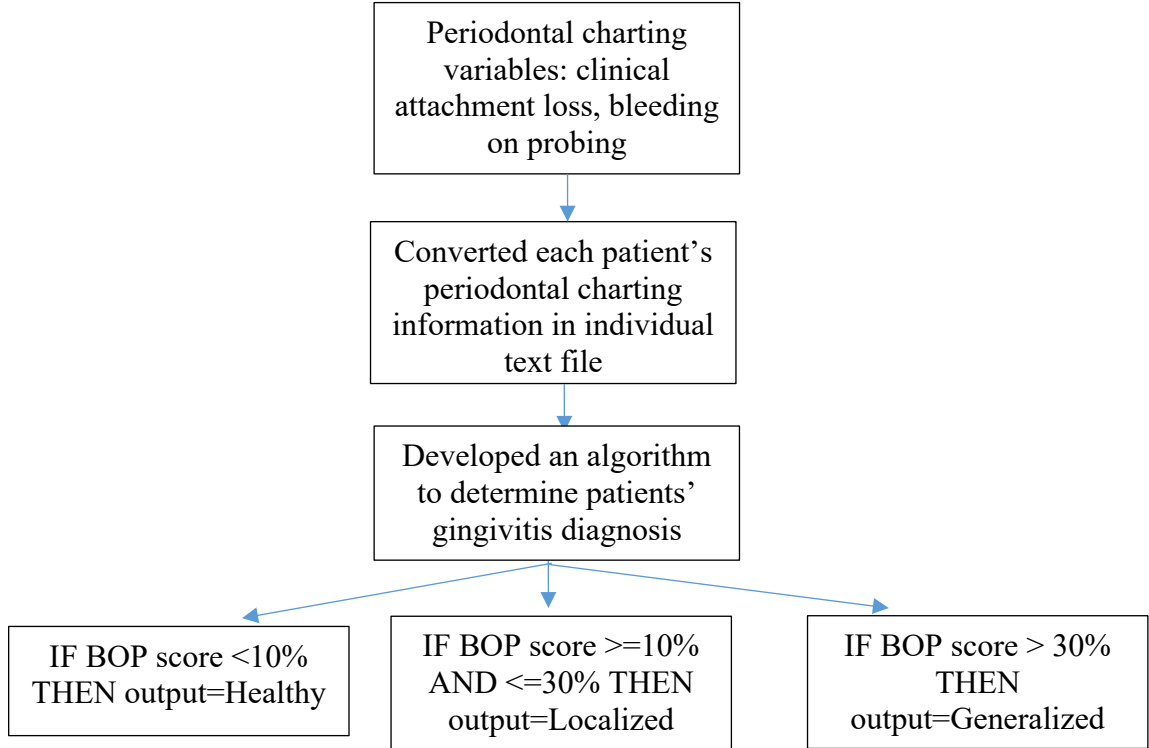 Periodontal charting
variables: clinical
attachment loss, bleeding
on probing
Converted each patient’s
periodontal charting
information in individual
text file
Developed an algorithm
to determine patients’
gingivitis diagnosis
IF BOP score <10%
THEN output=Healthy
IF BOP score >=10%
AND <=30% THEN
output=Localized
IF BOP score > 30%
THEN
output=Generalized